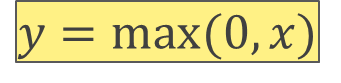 y = max(0, x)